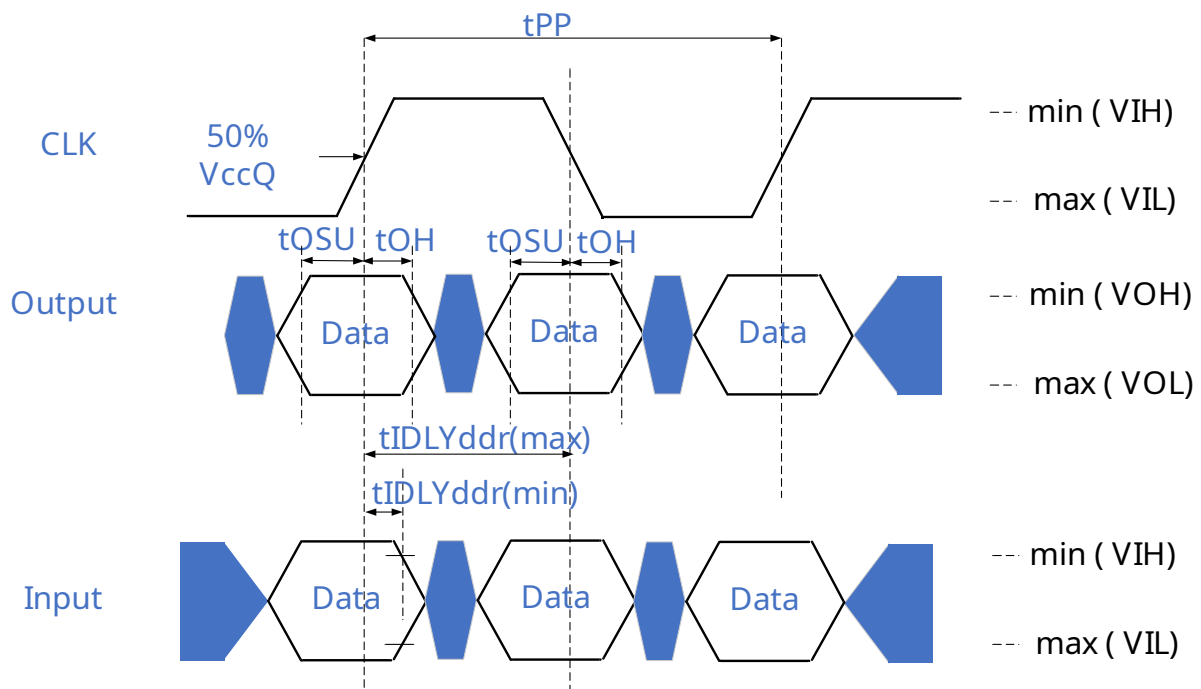 tPP
CLK
50%
VccQ
min ( VIH)
max ( VIL)
tOSU
tOH
tOSU
tOH
Output
Data
Data
Data
min ( VOH)
max ( VOL)
tIDLYddr(max)
tIDLYddr(min)
Input
Data
Data
Data
min ( VIH)
max ( VIL)